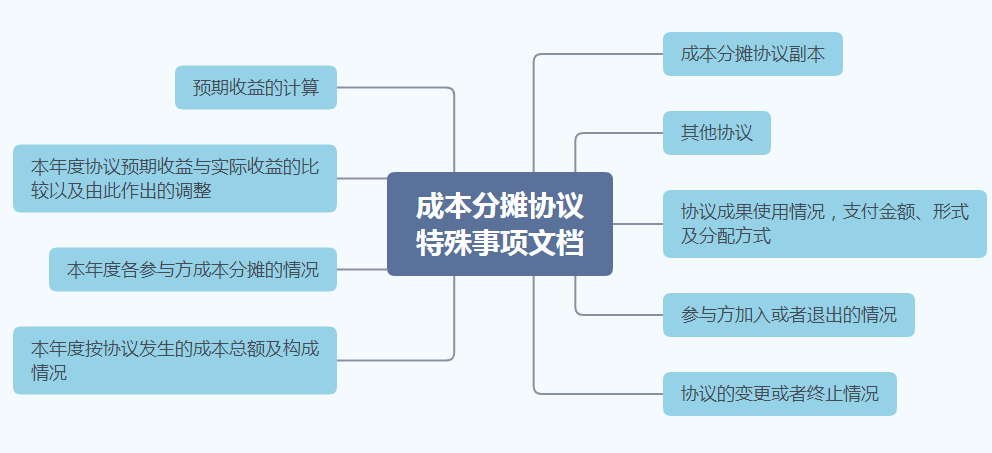 成本分摊协议
特殊事项文档
成本分摊协议副本
其他协议
协议成果使用情况，支付金额、形式
及分配方式
参与方加入或者退出的情况
协议的变更或者终止情况
预期收益的计算
本年度协议预期收益与实际收益的比
较以及由此作出的调整
本年度各参与方成本分摊的情况
本年度按协议发生的成本总额及构成
情况